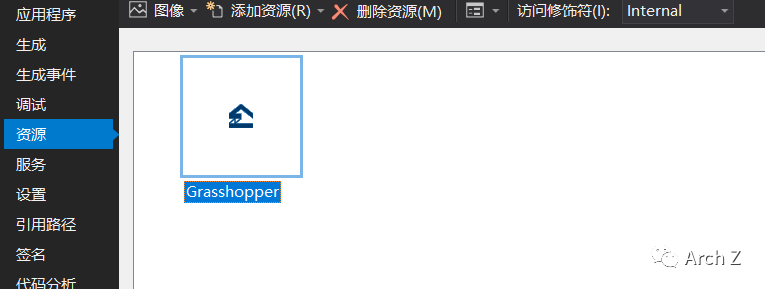 图像 添加资源(R) 删除资源(M) 访问修饰符(I): Internal
应用程序
生成
生成事件
调试
资源
服务
设置
引用路径
签名
代码分析
Grasshopper
Arch Z